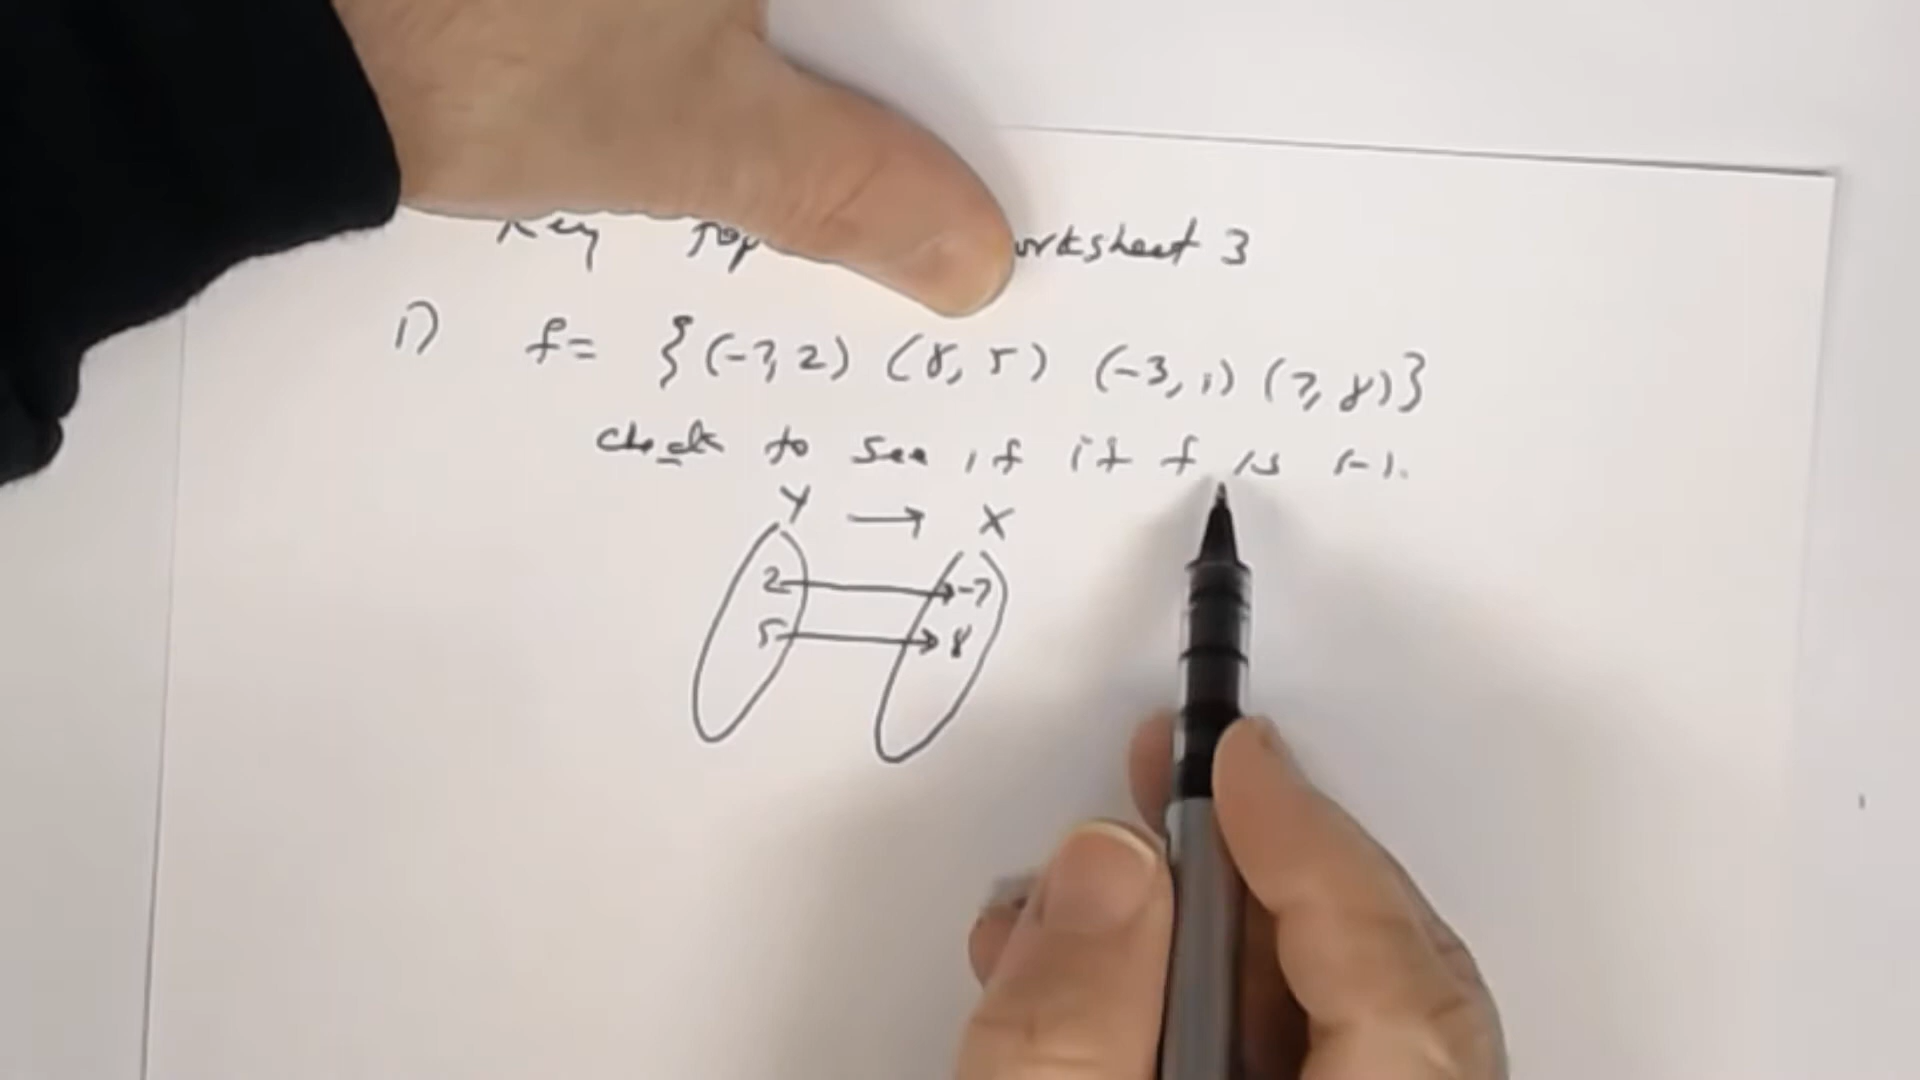 Key Top worksheet 3
1) f= {(-7,2) (8,5) (-3,1) (7,8)}
check to see if it f is 1-1.
Y → X
2 → -7
5 → 8